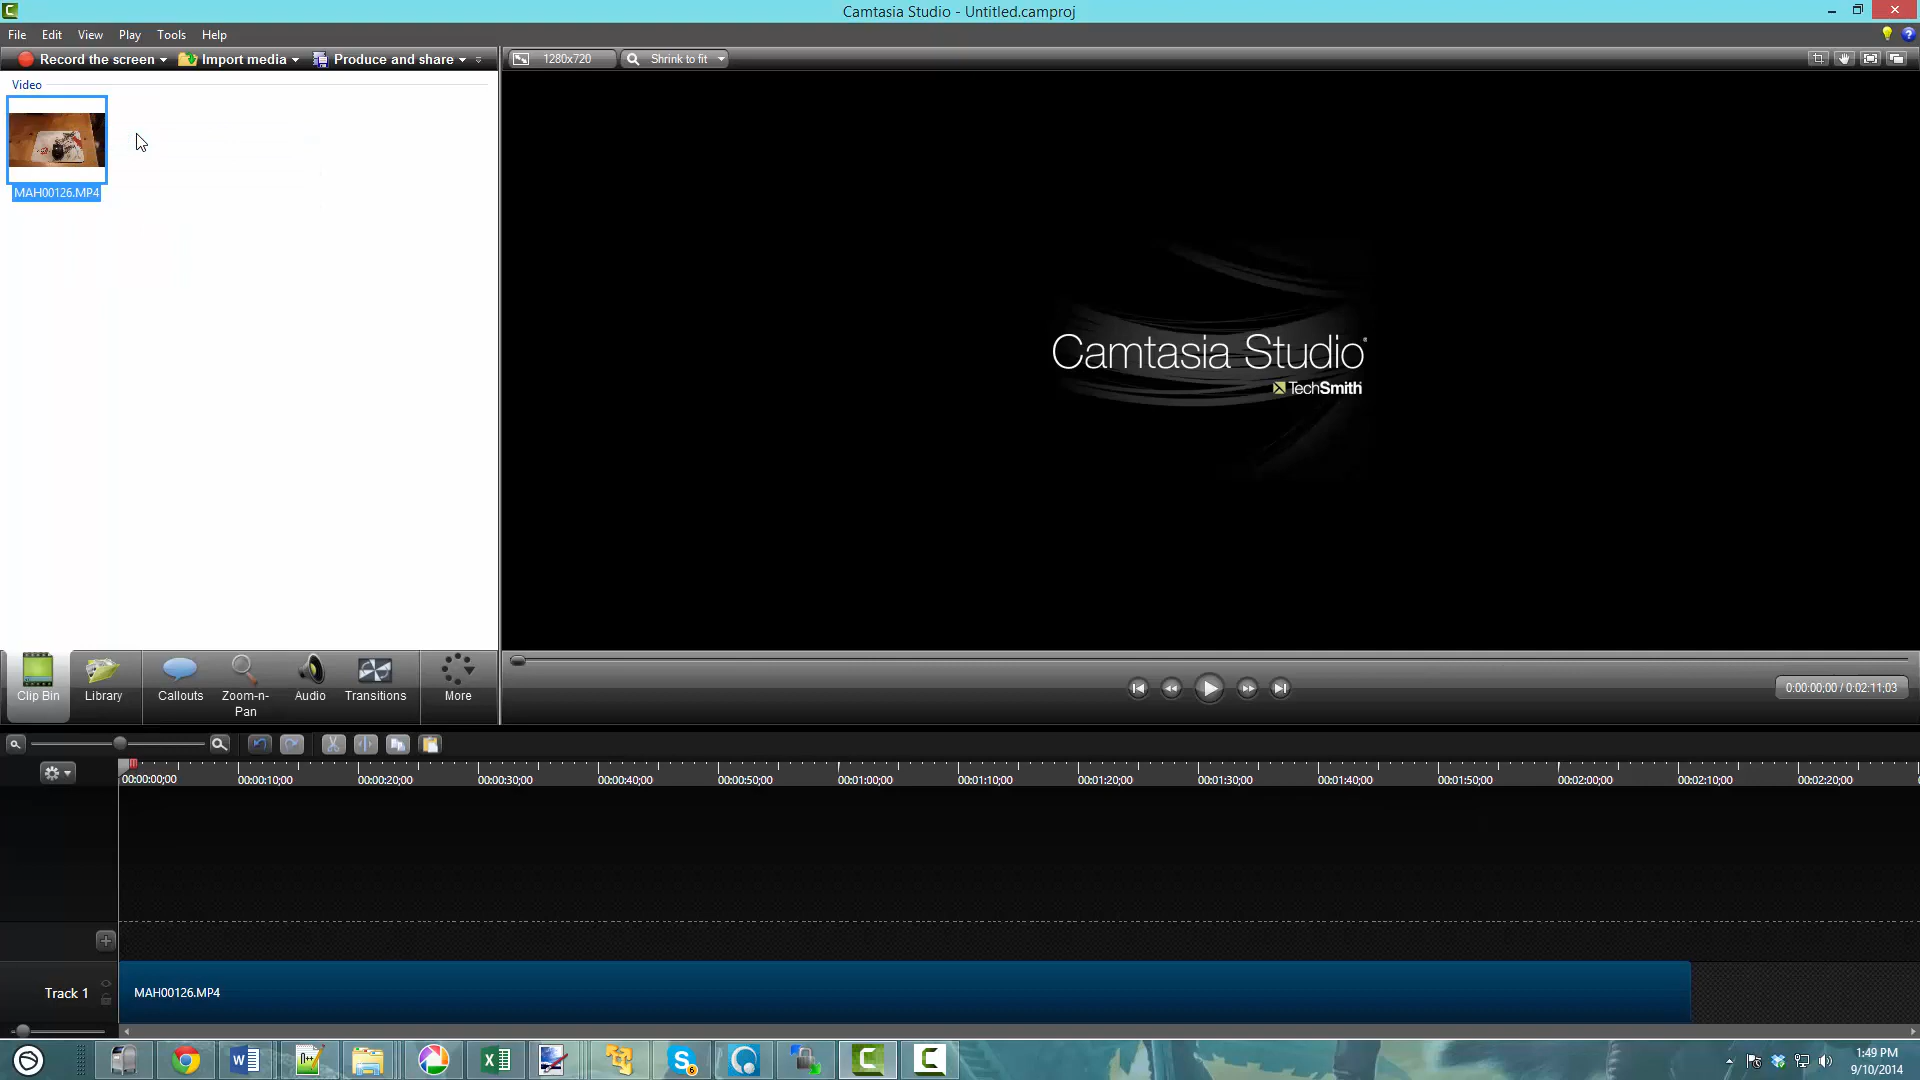 Camtasia Studio - Untitled.camproj
File Edit View Play Tools Help
Record the screen Import media Produce and share
1280x720 Shrink to fit
Video
MAH00126.MP4
Camtasia Studio
TechSmith
Clip Bin Library Callouts Zoom-n-Pan Audio Transitions More
0:00:00;00 / 0:02:11;03
00:00:00;00 00:00:10;00 00:00:20;00 00:00:30;00 00:00:40;00 00:00:50;00 00:01:00;00 00:01:10;00 00:01:20;00 00:01:30;00 00:01:40;00 00:01:50;00 00:02:00;00 00:02:10;00 00:02:20;00
Track 1 MAH00126.MP4
1:49 PM
9/10/2014